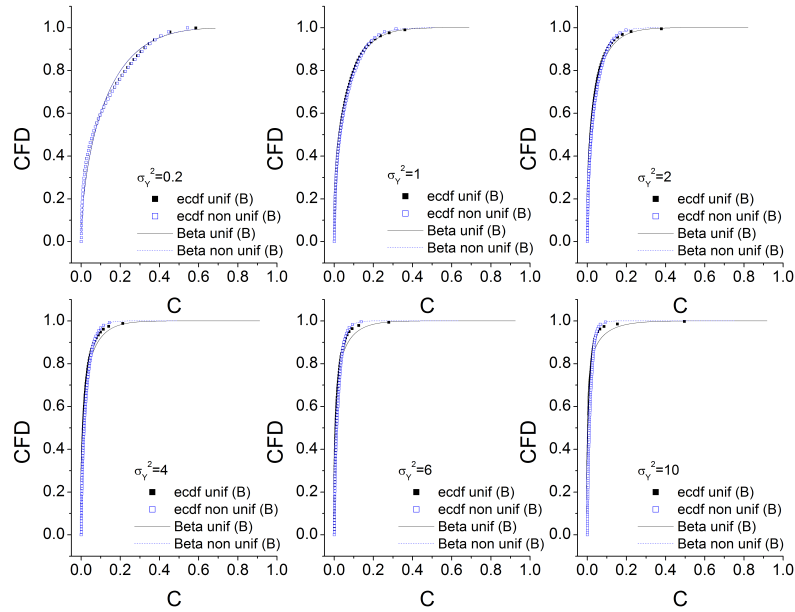 1.0
0.8
0.6
0.4
0.2
0.0
CFD
σY²=0.2
ecdf unif (B)
ecdf non unif (B)
Beta unif (B)
Beta non unif (B)
0.0 0.2 0.4 0.6 0.8 1.0
C
1.0
0.8
0.6
0.4
0.2
0.0
CFD
σY²=1
ecdf unif (B)
ecdf non unif (B)
Beta unif (B)
Beta non unif (B)
0.0 0.2 0.4 0.6 0.8 1.0
C
1.0
0.8
0.6
0.4
0.2
0.0
CFD
σY²=2
ecdf unif (B)
ecdf non unif (B)
Beta unif (B)
Beta non unif (B)
0.0 0.2 0.4 0.6 0.8 1.0
C
1.0
0.8
0.6
0.4
0.2
0.0
CFD
σY²=4
ecdf unif (B)
ecdf non unif (B)
Beta unif (B)
Beta non unif (B)
0.0 0.2 0.4 0.6 0.8 1.0
C
1.0
0.8
0.6
0.4
0.2
0.0
CFD
σY²=6
ecdf unif (B)
ecdf non unif (B)
Beta unif (B)
Beta non unif (B)
0.0 0.2 0.4 0.6 0.8 1.0
C
1.0
0.8
0.6
0.4
0.2
0.0
CFD
σY²=10
ecdf unif (B)
ecdf non unif (B)
Beta unif (B)
Beta non unif (B)
0.0 0.2 0.4 0.6 0.8 1.0
C